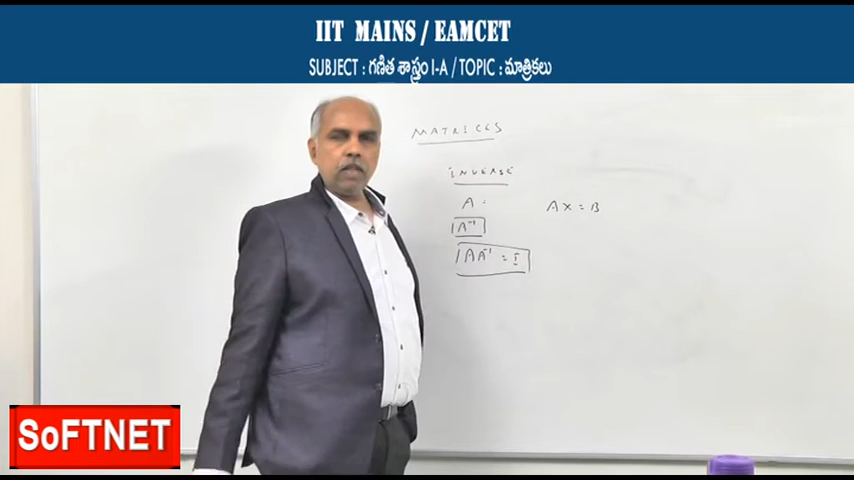 IIT MAINS / EAMCET
SUBJECT : గణిత శాస్త్రం I-A / TOPIC : మాత్రికలు
MATRICES
INVERSE
A :
A⁻¹
AX = B
AA⁻¹ = I
SoFTNET